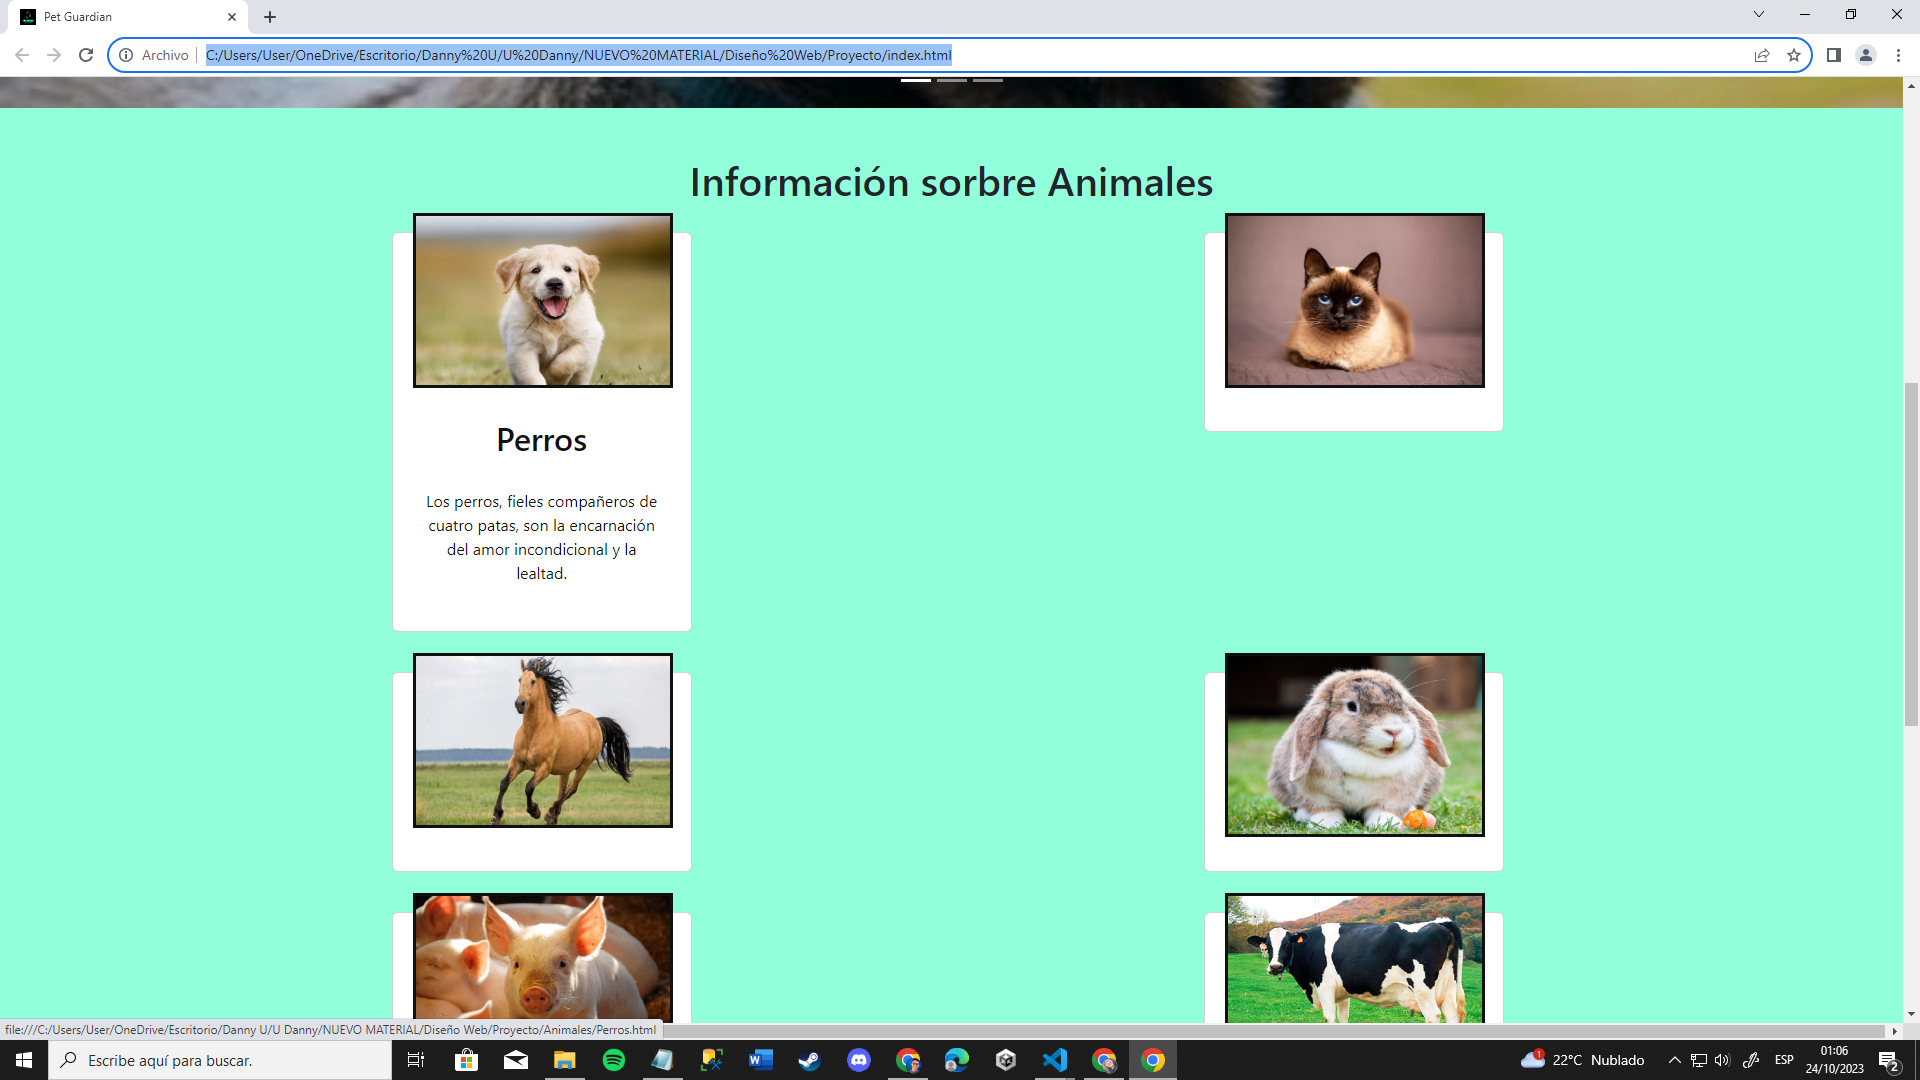 Pet Guardian
Archivo
C:/Users/User/OneDrive/Escritorio/Danny%20U/U%20Danny/NUEVO%20MATERIAL/Diseño%20Web/Proyecto/index.html
Información sorbre Animales
Perros
Los perros, fieles compañeros de
cuatro patas, son la encarnación
del amor incondicional y la
lealtad.
file:///C:/Users/User/OneDrive/Escritorio/Danny U/U Danny/NUEVO MATERIAL/Diseño Web/Proyecto/Animales/Perros.html
Escribe aquí para buscar.
1
22°C Nublado
ESP
01:06
24/10/2023
2